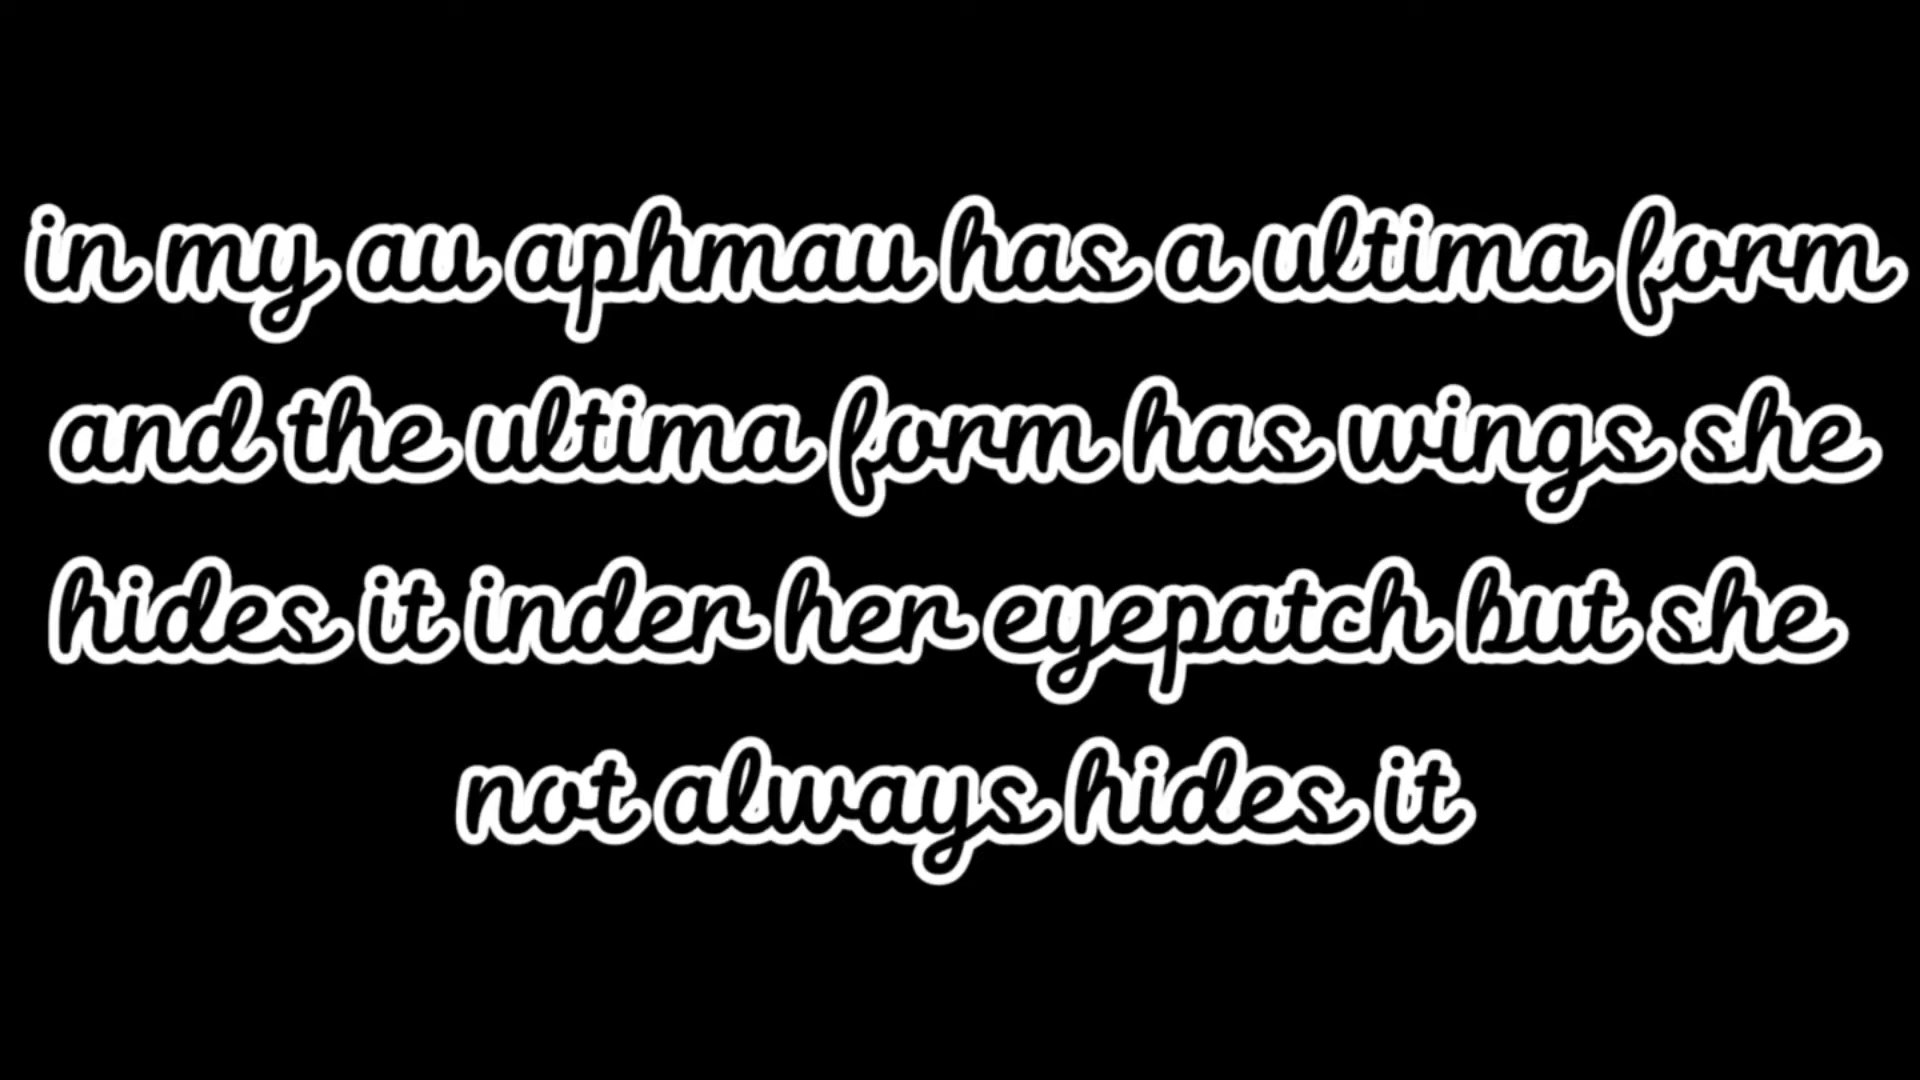 in my au aphmau has a ultima form
and the ultima form has wings she
hides it inder her eyepatch but she
not always hides it